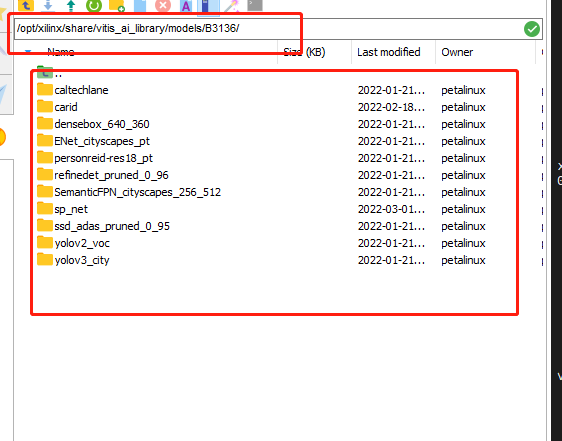 /opt/xilinx/share/vitis_ai_library/models/B3136/
Name Size (KB) Last modified Owner
..
caltechlane 2022-01-21... petalinux
carid 2022-02-18... petalinux
densebox_640_360 2022-01-21... petalinux
ENet_cityscapes_pt 2022-01-21... petalinux
personreid-res18_pt 2022-01-21... petalinux
refinedet_pruned_0_96 2022-01-21... petalinux
SemanticFPN_cityscapes_256_512 2022-01-21... petalinux
sp_net 2022-03-01... petalinux
ssd_adas_pruned_0_95 2022-01-21... petalinux
yolov2_voc 2022-01-21... petalinux
yolov3_city 2022-01-21... petalinux